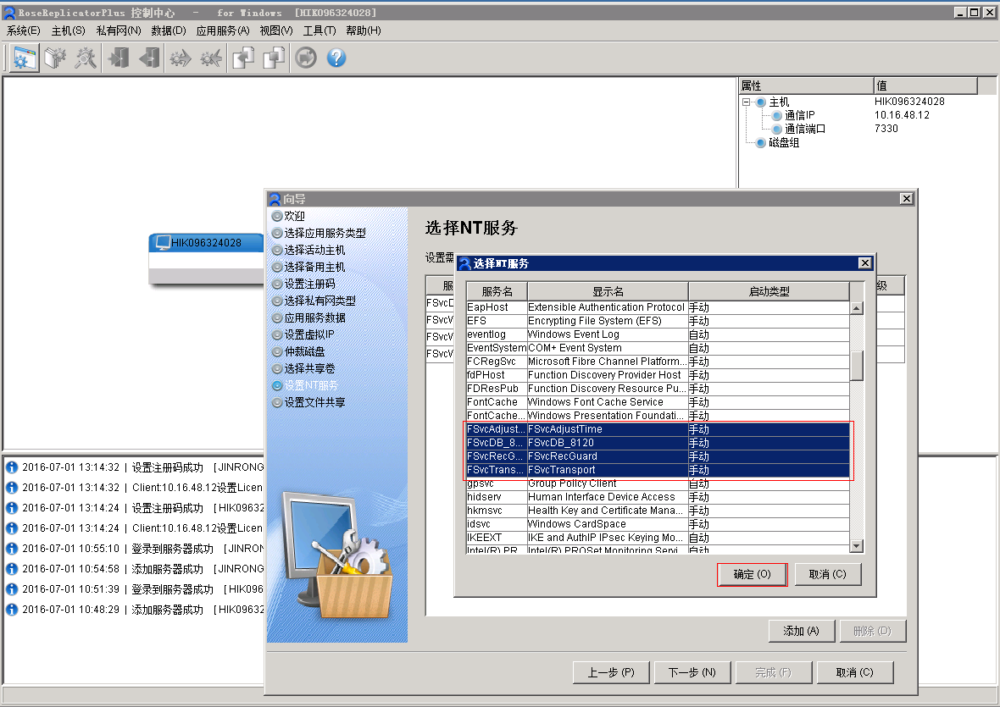 RoseReplicatorPlus 控制中心 - for Windows [HIK096324028]
系统(E) 主机(S) 私有网(N) 数据(D) 应用服务(A) 视图(V) 工具(T) 帮助(H)
属性 值
主机 HIK096324028
通信IP 10.16.48.12
通信端口 7330
磁盘组
HIK096324028
向导
欢迎
选择应用服务类型
选择活动主机
选择备用主机
设置注册码
选择私有网类型
应用服务数据
设置虚拟IP
仲裁磁盘
选择共享卷
设置NT服务
设置文件共享
选择NT服务
设置需
服 级
FSvcD
FSvcV
FSvcV
FSvcV
选择NT服务
服务名 显示名 启动类型
EapHost Extensible Authentication Protocol 手动
EFS Encrypting File System (EFS) 手动
eventlog Windows Event Log 自动
EventSystem COM+ Event System 自动
FCRegSvc Microsoft Fibre Channel Platform... 手动
fdPHost Function Discovery Provider Host 手动
FDResPub Function Discovery Resource Pu... 手动
FontCache Windows Font Cache Service 手动
FontCache... Windows Presentation Foundati... 手动
FSvcAdjust... FSvcAdjustTime 手动
FSvcDB_8... FSvcDB_8120 手动
FSvcRecG... FSvcRecGuard 手动
FSvcTrans... FSvcTransport 手动
gpsvc Group Policy Client 自动
hidserv Human Interface Device Access 手动
hkmsvc Health Key and Certificate Mana... 手动
idsvc Windows CardSpace 手动
IKEEXT IKE and AuthIP IPsec Keying Mo... 自动
Intel(R) PR Intel(R) PROSet Monitoring Servi 自动
确定 (O) 取消 (C)
添加 (A) 删除 (D)
上一步 (P) 下一步 (N) 完成 (F) 取消 (C)
2016-07-01 13:14:32 | 设置注册码成功 [JINRONG
2016-07-01 13:14:32 | Client:10.16.48.12设置Licen
2016-07-01 13:14:24 | 设置注册码成功 [HIK09632
2016-07-01 13:14:24 | Client:10.16.48.12设置Licen
2016-07-01 10:55:10 | 登录到服务器成功 [JINRON
2016-07-01 10:54:58 | 添加服务器成功 [JINRONG
2016-07-01 10:51:39 | 登录到服务器成功 [HIK096
2016-07-01 10:48:29 | 添加服务器成功 [HIK09632